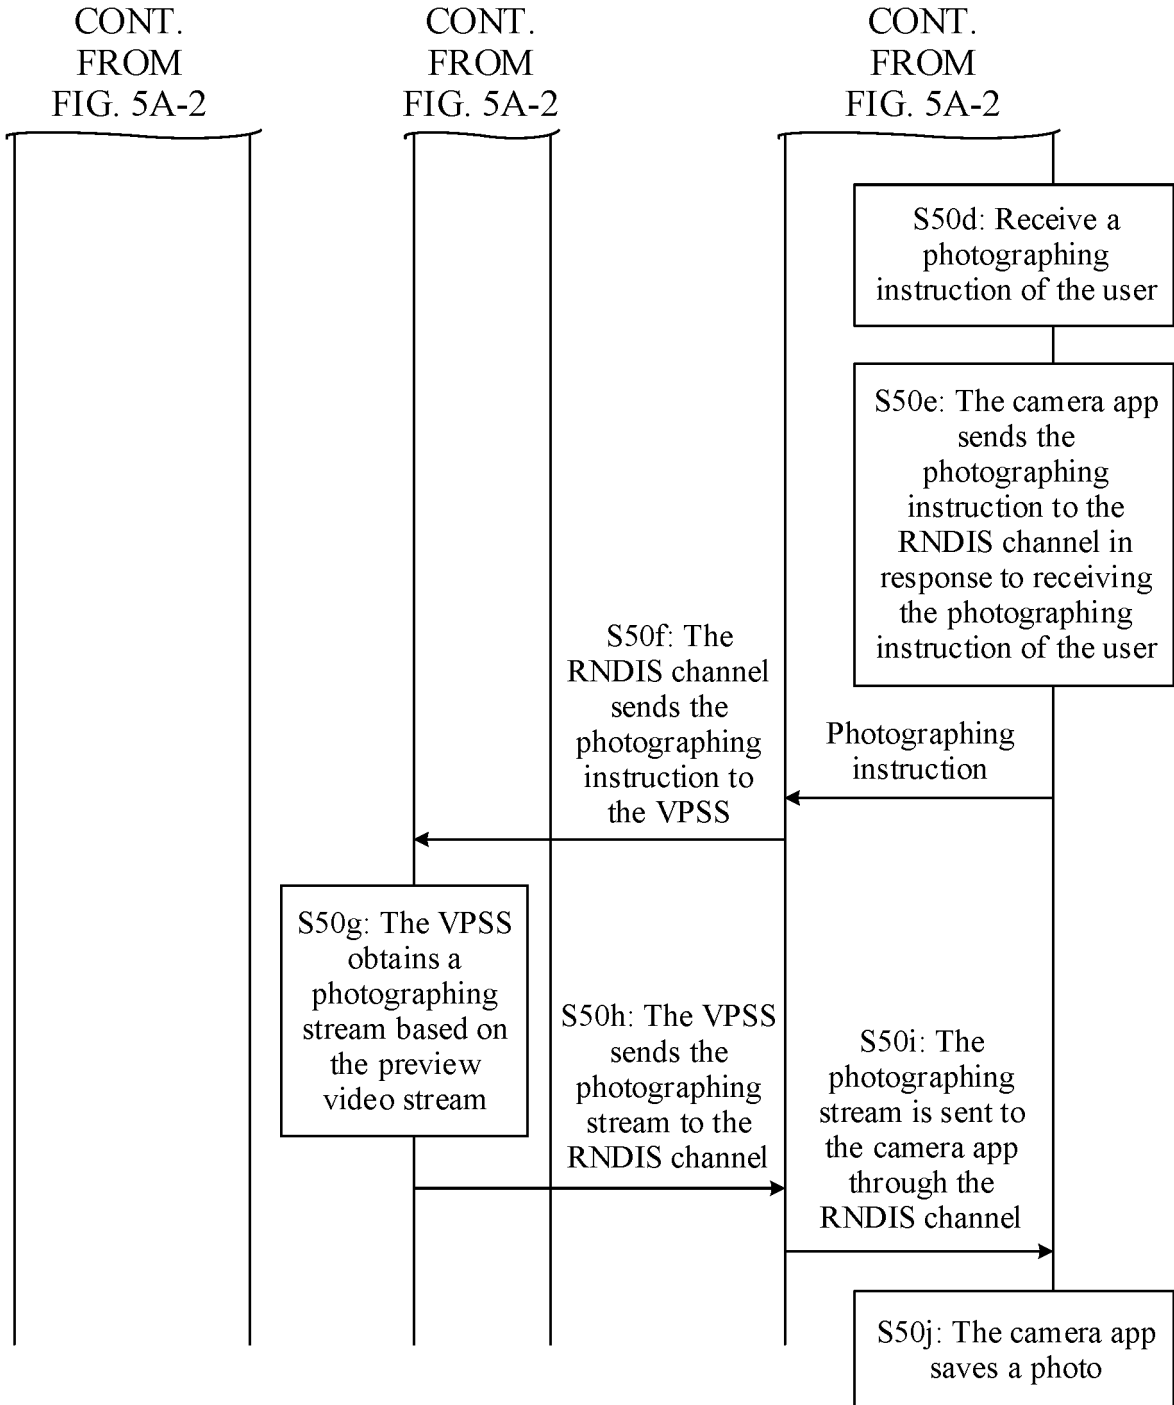 CONT.
FROM
FIG. 5A-2
CONT.
FROM
FIG. 5A-2
CONT.
FROM
FIG. 5A-2
S50d: Receive a
photographing
instruction of the user
S50e: The camera app
sends the
photographing
instruction to the
RNDIS channel in
response to receiving
the photographing
instruction of the user
Photographing
instruction
S50f: The
RNDIS channel
sends the
photographing
instruction to
the VPSS
S50g: The VPSS
obtains a
photographing
stream based on
the preview
video stream
S50h: The VPSS
sends the
photographing
stream to the
RNDIS channel
S50i: The
photographing
stream is sent to
the camera app
through the
RNDIS channel
S50j: The camera app
saves a photo